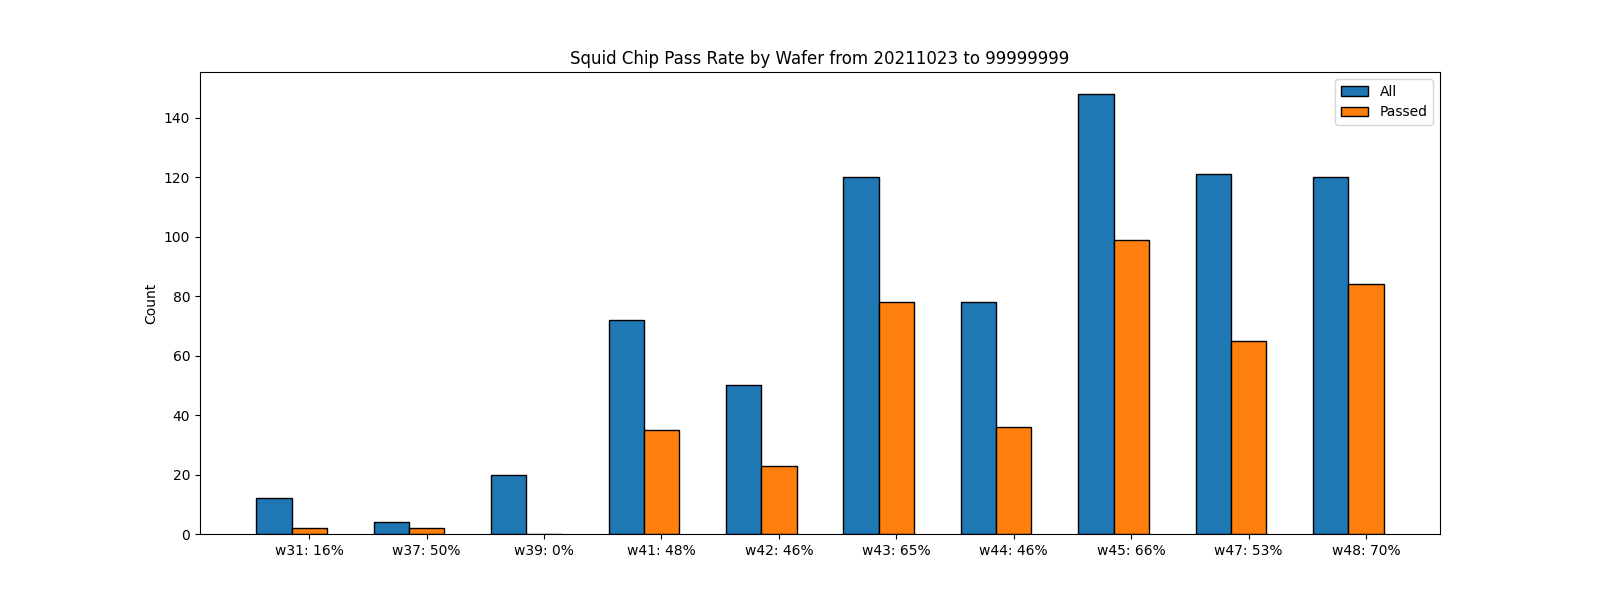 Squid Chip Pass Rate by Wafer from 20211023 to 99999999
All
Passed
140
120
100
80
60
40
20
0
Count
w31: 16% w37: 50% w39: 0% w41: 48% w42: 46% w43: 65% w44: 46% w45: 66% w47: 53% w48: 70%